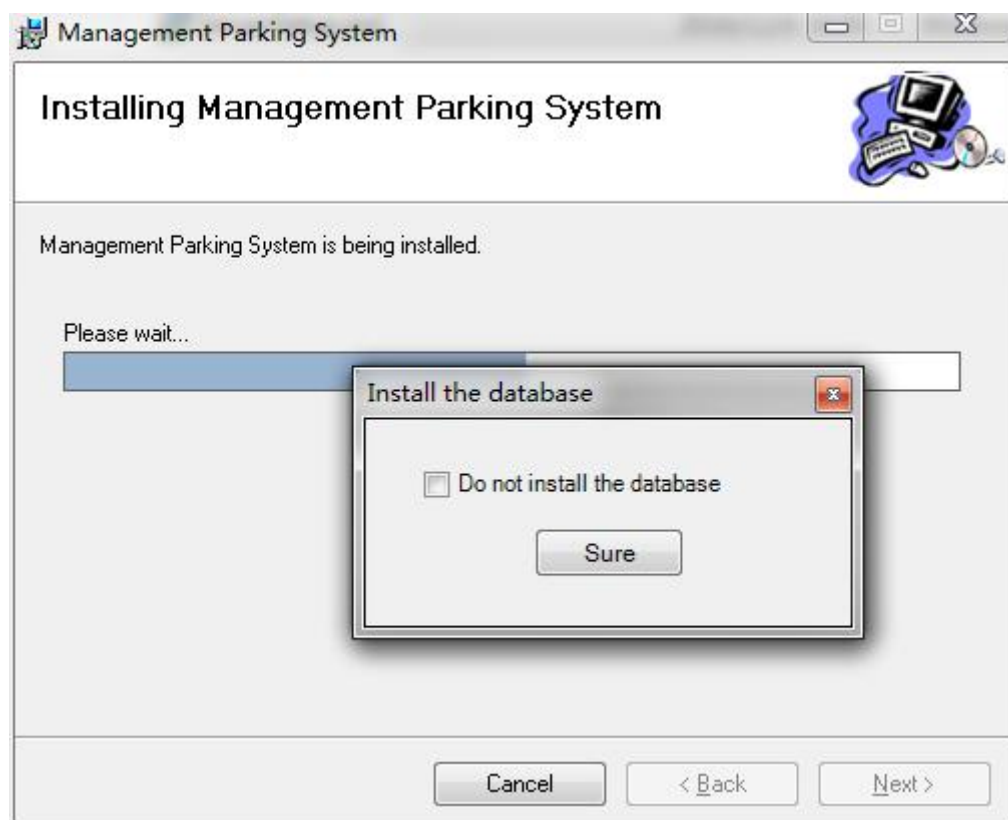 Management Parking System
Installing Management Parking System
Management Parking System is being installed.
Please wait...
Install the database
Do not install the database
Sure
Cancel
< Back
Next >